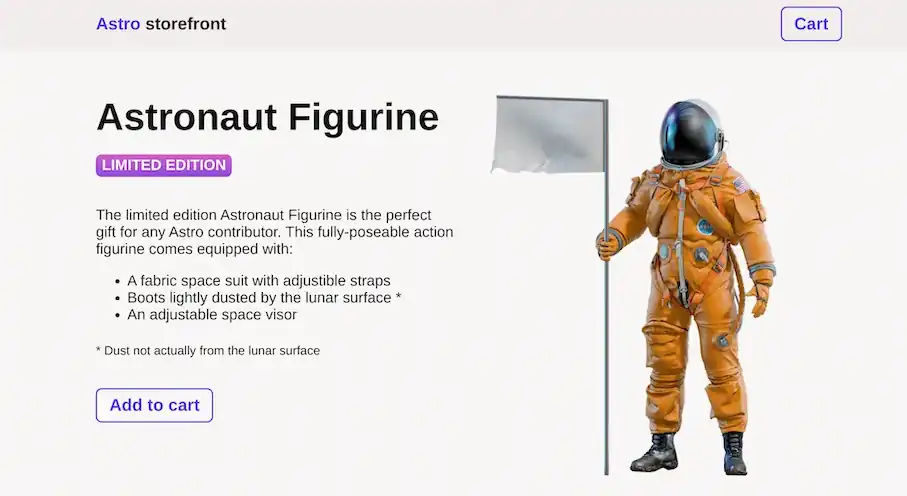 Astro storefront
Cart
Astronaut Figurine
LIMITED EDITION
The limited edition Astronaut Figurine is the perfect
gift for any Astro contributor. This fully-poseable action
figurine comes equipped with:
• A fabric space suit with adjustible straps
• Boots lightly dusted by the lunar surface *
• An adjustable space visor
* Dust not actually from the lunar surface
Add to cart